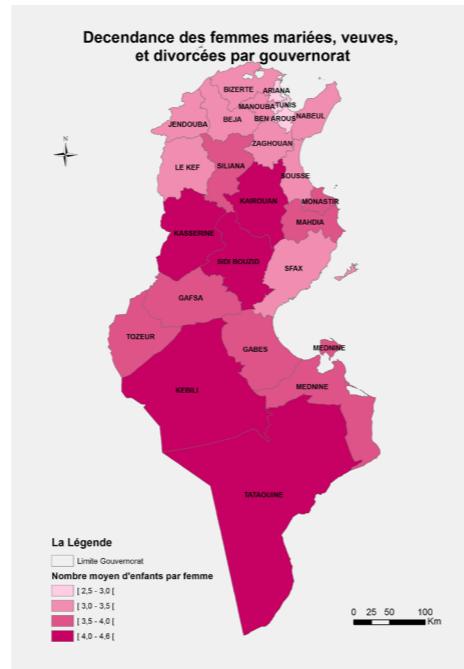 Decendance des femmes mariées, veuves,
et divorcées par gouvernorat
BIZERTE
ARIANA
MANOUBA
TUNIS
JENDOUBA
BEJA
BEN AROUS
NABEUL
ZAGHOUAN
N
LE KEF
SILIANA
SOUSSE
KAIROUAN
MONASTIR
MAHDIA
KASSERINE
SIDI BOUZID
SFAX
GAFSA
TOZEUR
GABES
MEDNINE
KEBILI
MEDNINE
TATAOUINE
La Légende
Limite Gouvernorat
Nombre moyen d'enfants par femme
[ 2,5 - 3,0 [
[ 3,0 - 3,5 [
[ 3,5 - 4,0 [
[ 4,0 - 4,6 [
0 25 50 100
Km